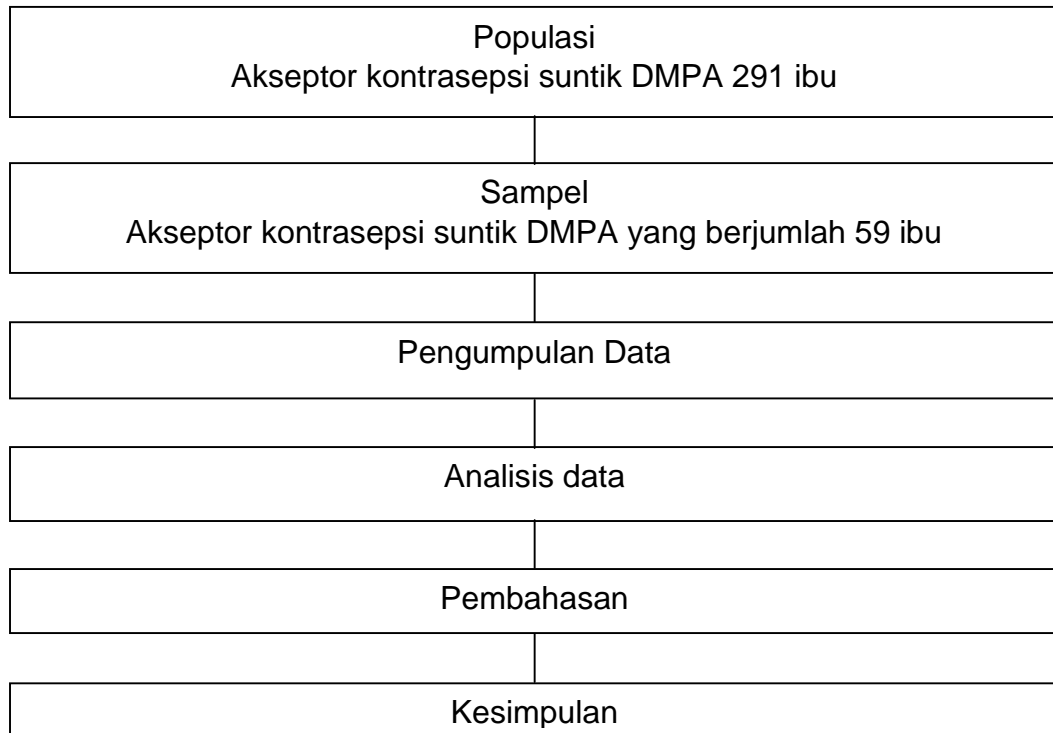 Populasi
Akseptor kontrasepsi suntik DMPA 291 ibu
Sampel
Akseptor kontrasepsi suntik DMPA yang berjumlah 59 ibu
Pengumpulan Data
Analisis data
Pembahasan
Kesimpulan